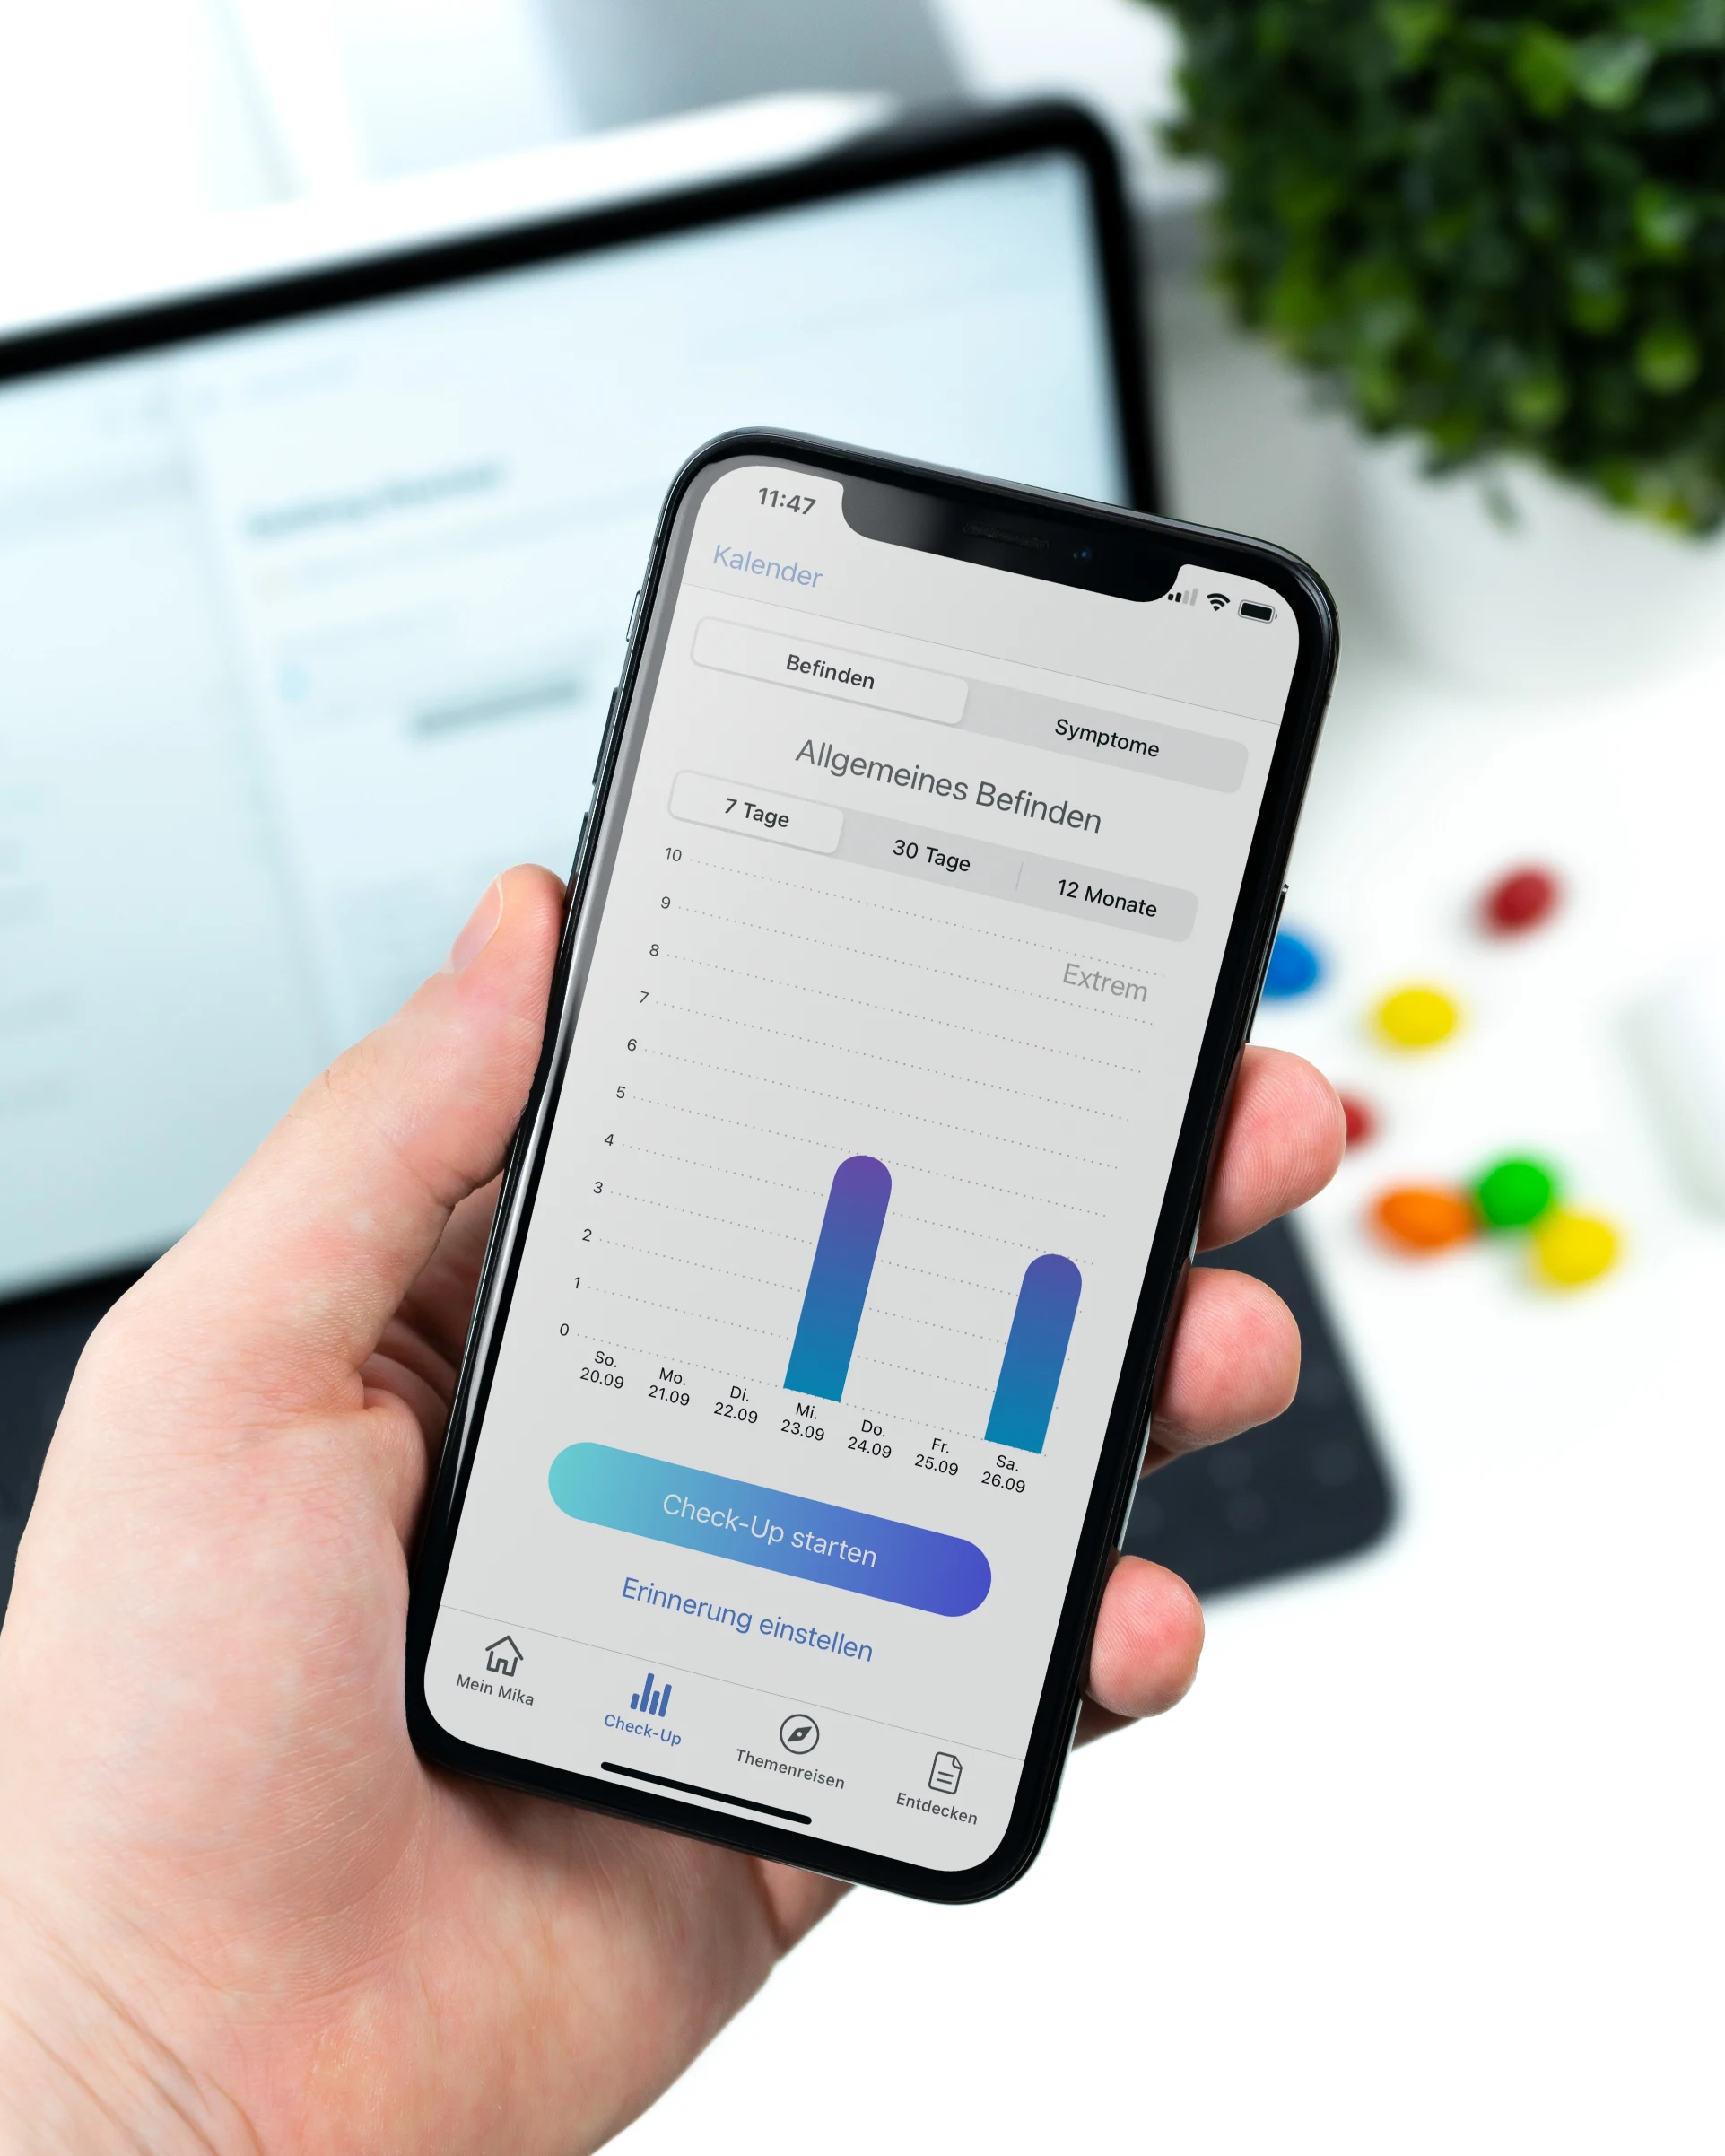 11:47
Kalender
Befinden
Symptome
Allgemeines Befinden
7 Tage
30 Tage
12 Monate
10
Extrem
9
8
7
6
5
4
3
2
1
0
So.
20.09
Mo.
21.09
Di.
22.09
Mi.
23.09
Do.
24.09
Fr.
25.09
Sa.
26.09
Check-Up starten
Erinnerung einstellen
Mein Mika
Check-Up
Themenreisen
Entdecken